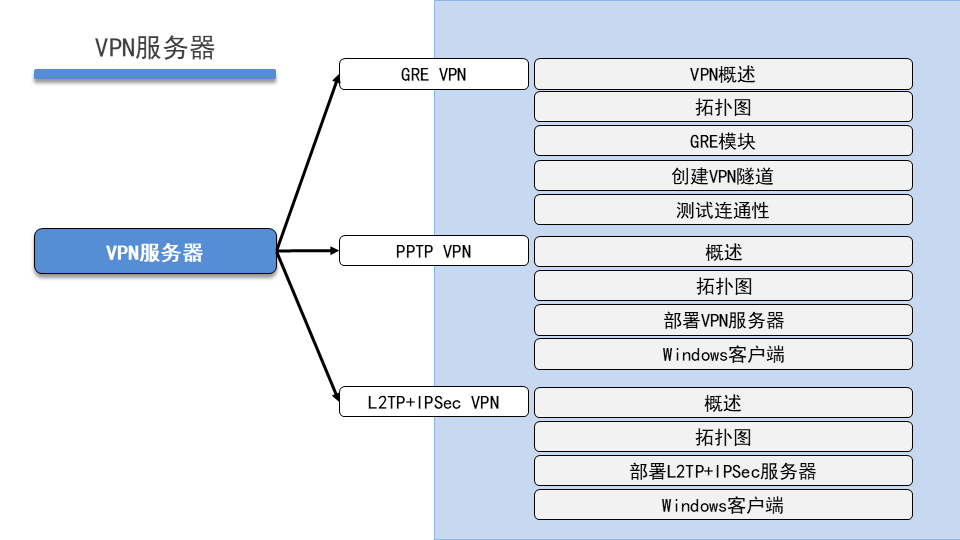 VPN服务器
GRE VPN
VPN概述
拓扑图
GRE模块
创建VPN隧道
测试连通性
VPN服务器
PPTP VPN
概述
拓扑图
部署VPN服务器
Windows客户端
L2TP+IPSec VPN
概述
拓扑图
部署L2TP+IPSec服务器
Windows客户端